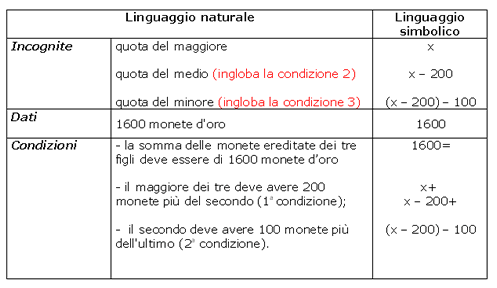 Linguaggio naturale
Linguaggio simbolico
Incognite
quota del maggiore
x
quota del medio (ingloba la condizione 2)
x – 200
quota del minore (ingloba la condizione 3)
(x – 200) – 100
Dati
1600 monete d'oro
1600
Condizioni
- la somma delle monete ereditate dei tre
figli deve essere di 1600 monete d'oro
1600=
- il maggiore dei tre deve avere 200
monete più del secondo (1ª condizione);
x+
x – 200+
- il secondo deve avere 100 monete più
dell'ultimo (2ª condizione).
(x – 200) – 100